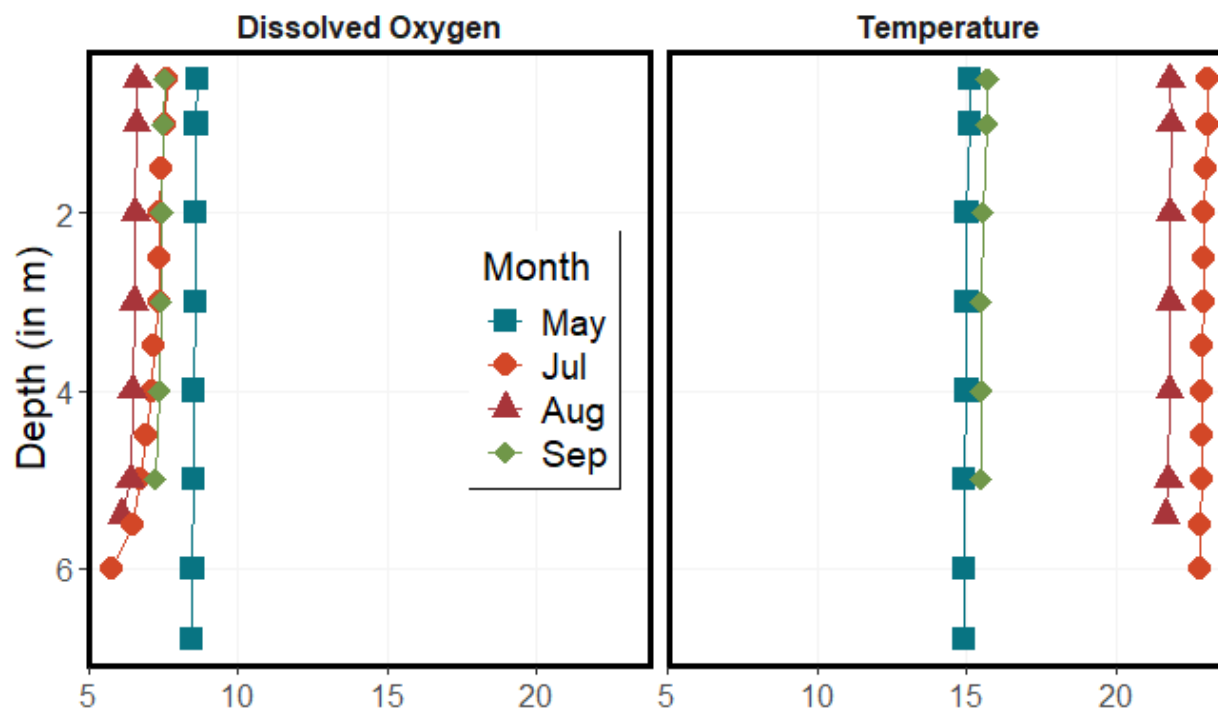 Dissolved Oxygen
Temperature
Depth (in m)
2
4
6
Month
May
Jul
Aug
Sep
5 10 15 20
5 10 15 20